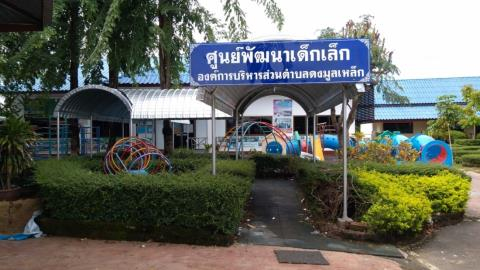 ศูนย์พัฒนาเด็กเล็ก
องค์การบริหารส่วนตำบลดงมูลเหล็ก